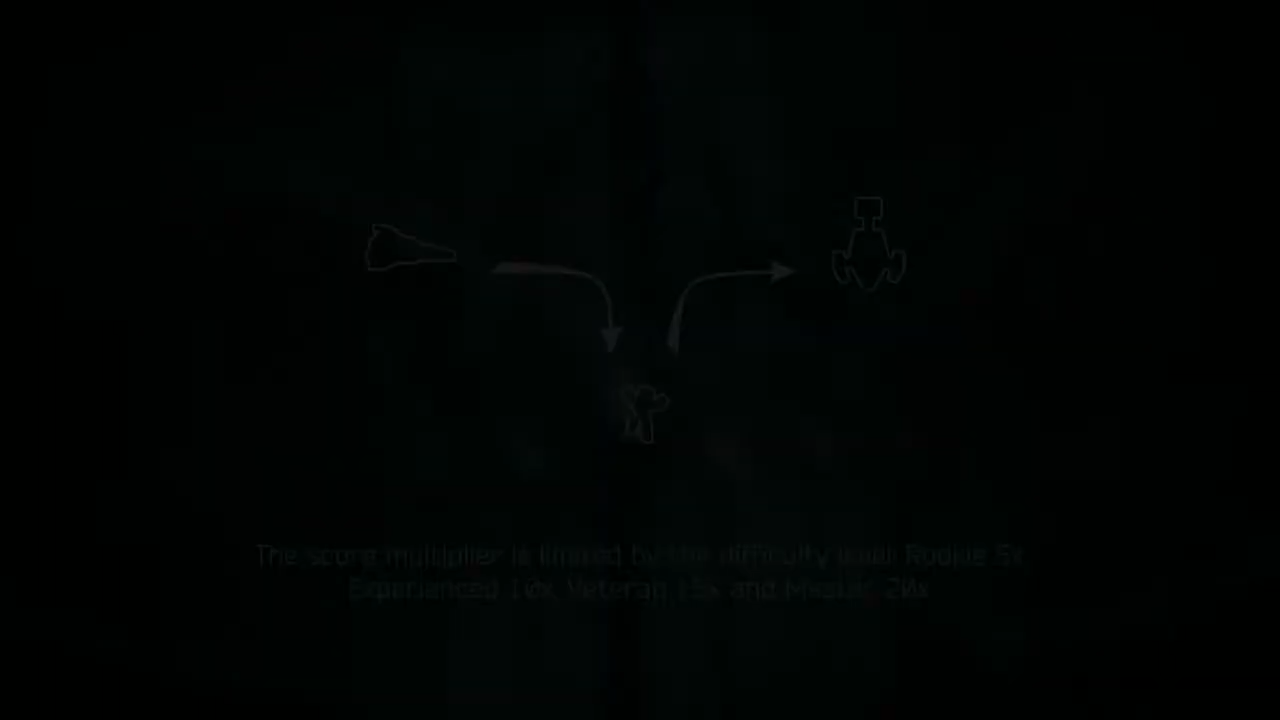 The score multiplier is limited by the difficulty level: Rookie 5x
Experienced 10x, Veteran 15x and Master 20x